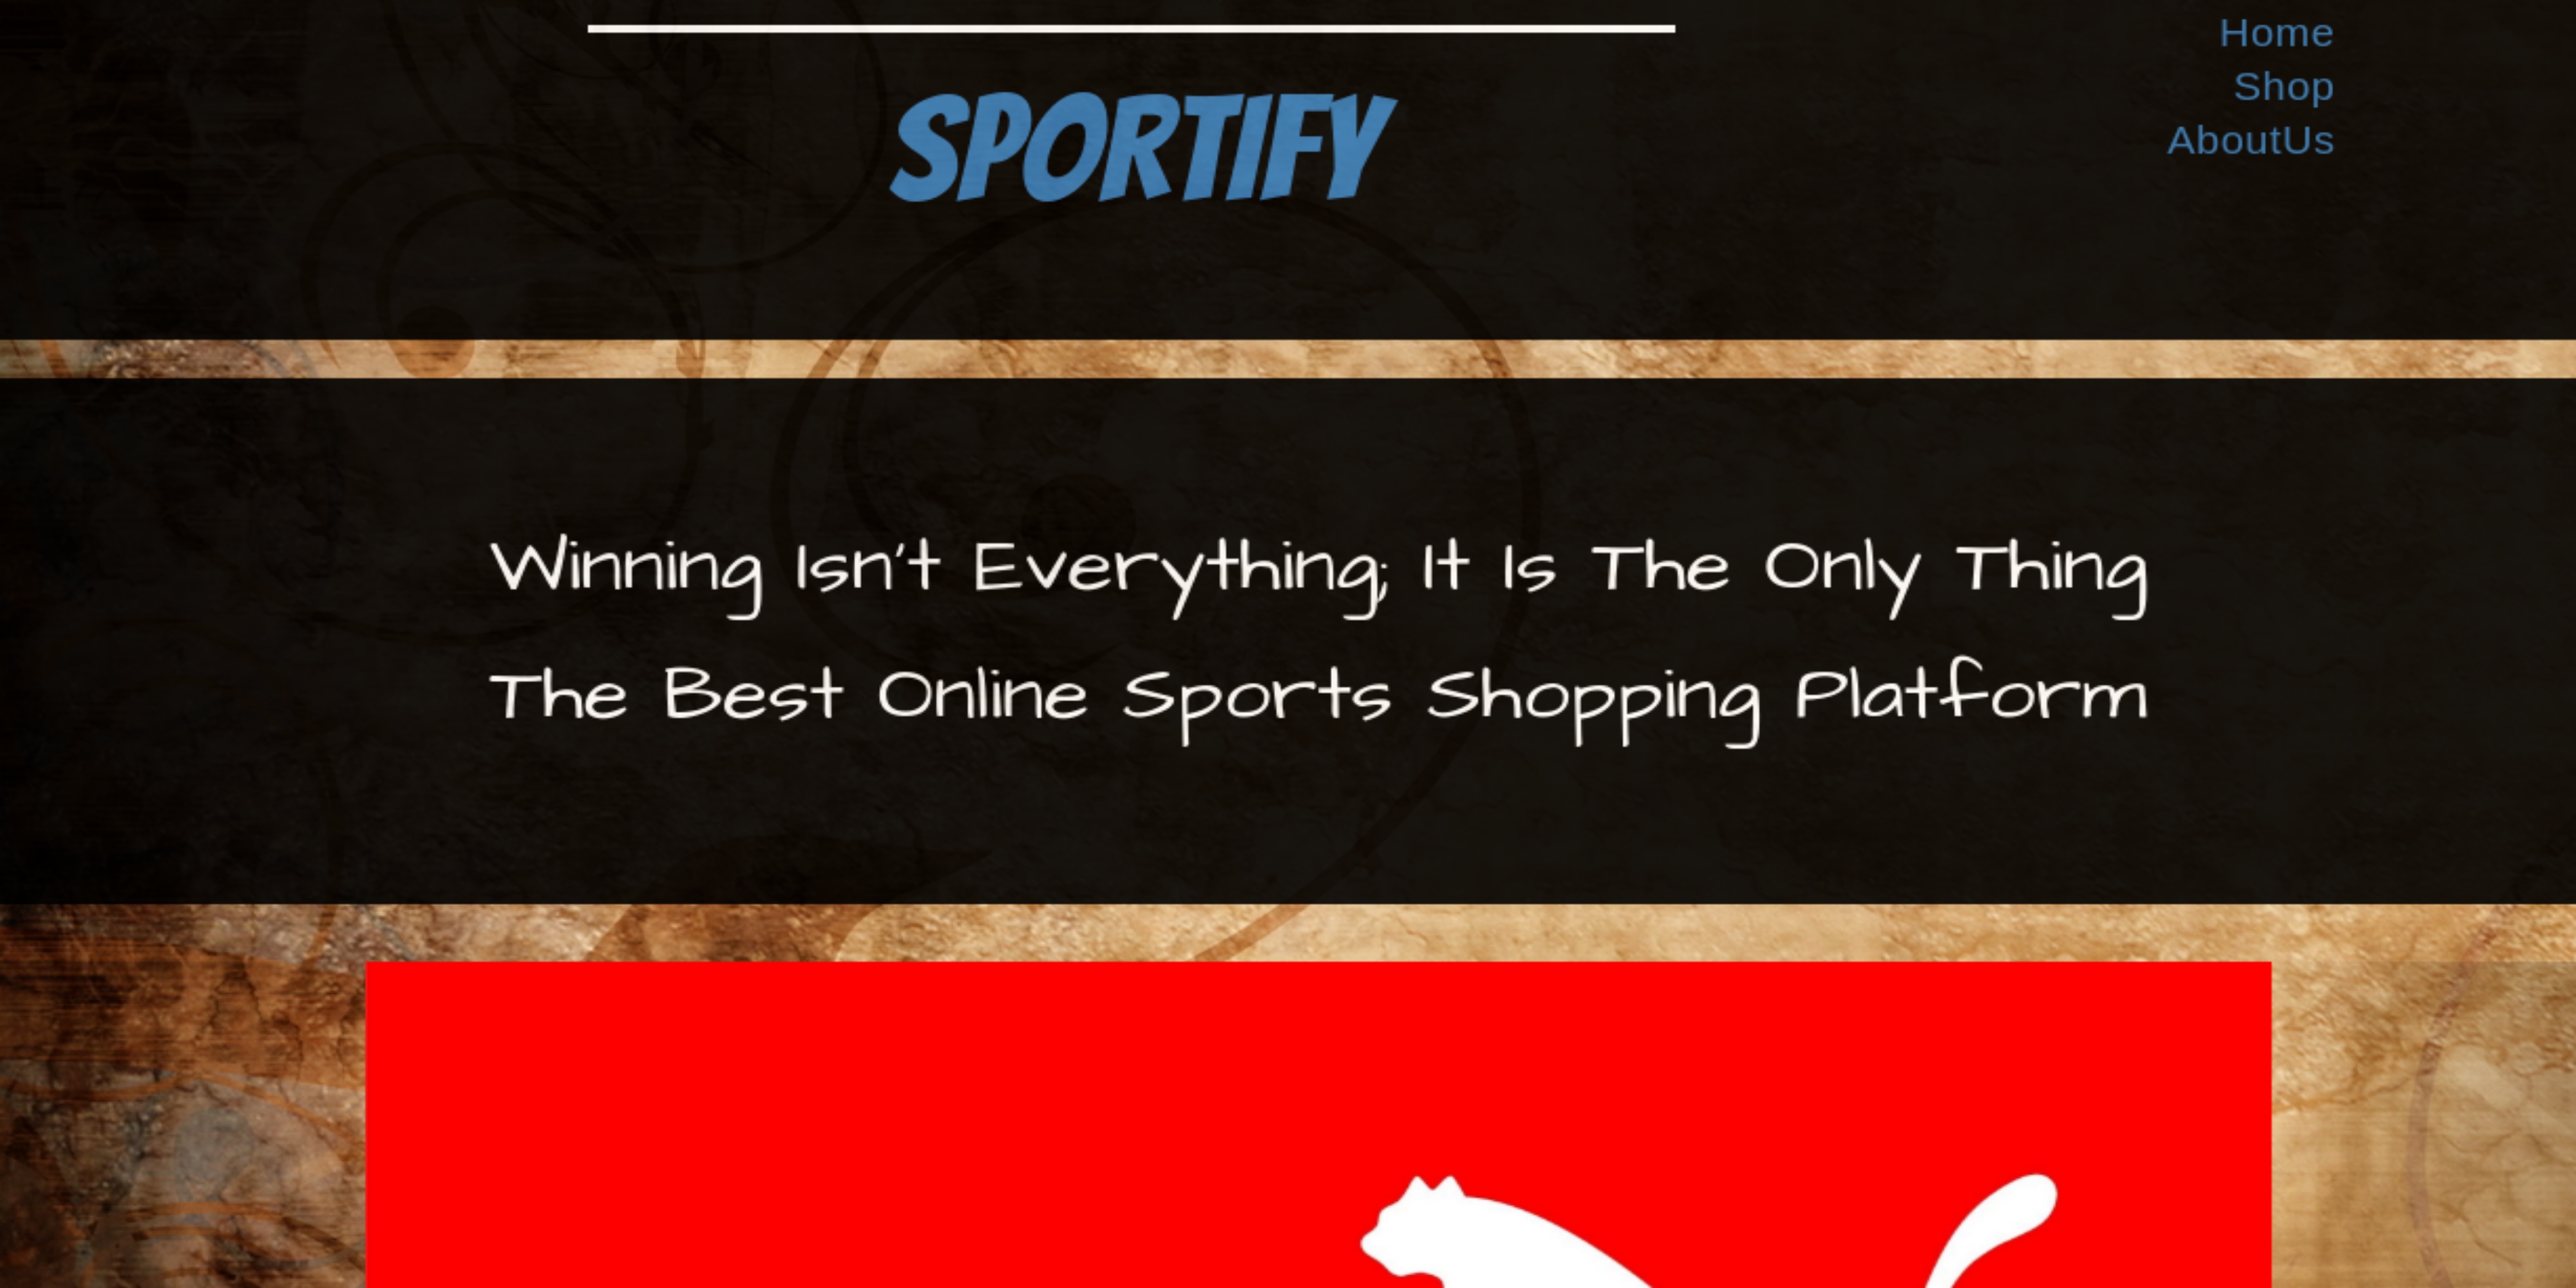 Home
Shop
AboutUs
SPORTIFY
Winning Isn't Everything; It Is The Only Thing
The Best Online Sports Shopping Platform